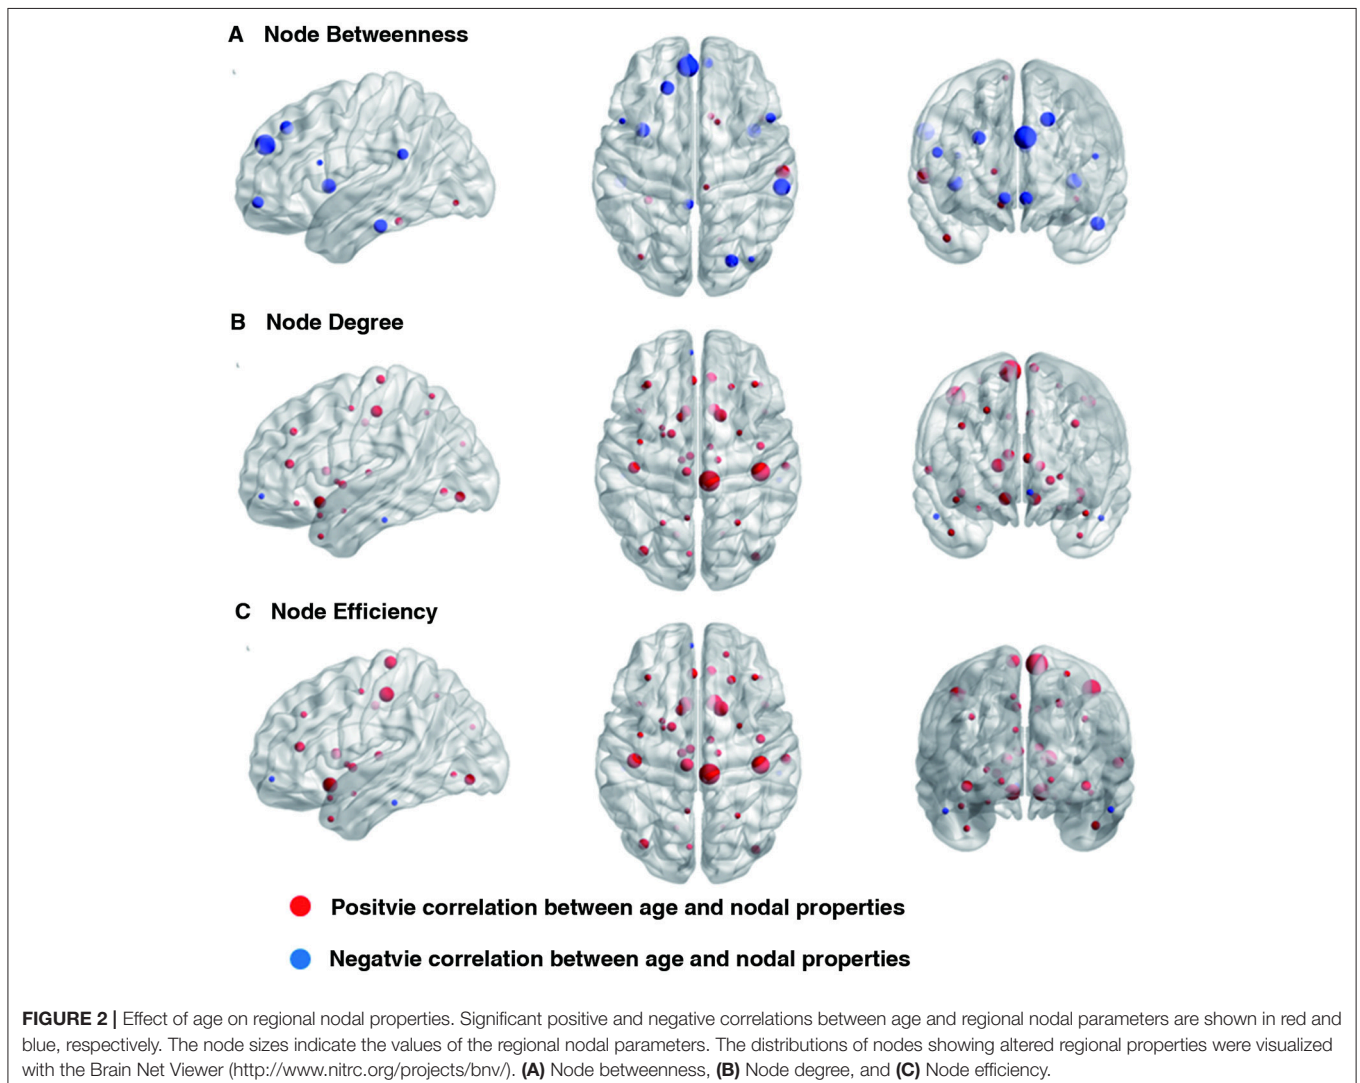 A Node Betweenness
B Node Degree
C Node Efficiency
Positvie correlation between age and nodal properties
Negatvie correlation between age and nodal properties
FIGURE 2 | Effect of age on regional nodal properties. Significant positive and negative correlations between age and regional nodal parameters are shown in red and
blue, respectively. The node sizes indicate the values of the regional nodal parameters. The distributions of nodes showing altered regional properties were visualized
with the Brain Net Viewer (http://www.nitrc.org/projects/bnv/). (A) Node betweenness, (B) Node degree, and (C) Node efficiency.